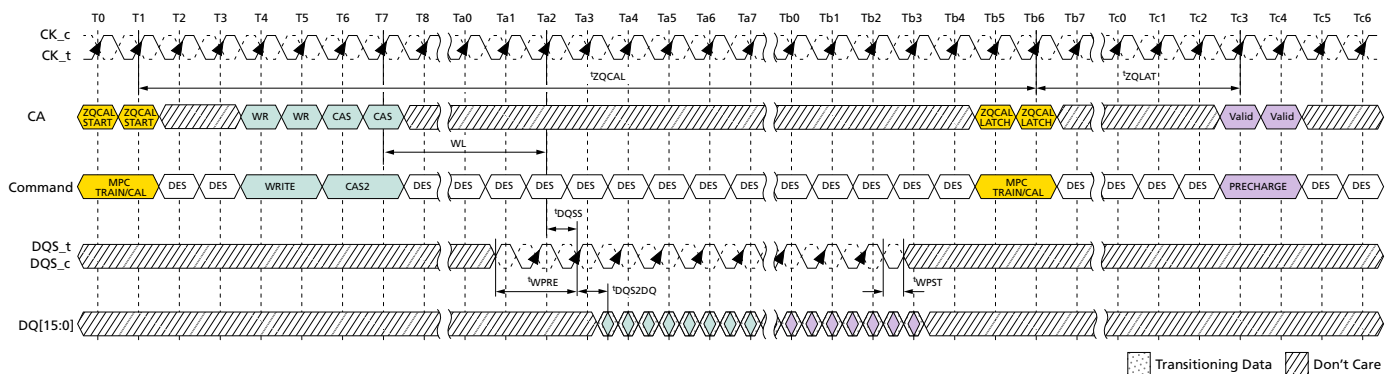 T0 T1 T2 T3 T4 T5 T6 T7 T8 Ta0 Ta1 Ta2 Ta3 Ta4 Ta5 Ta6 Ta7 Tb0 Tb1 Tb2 Tb3 Tb4 Tb5 Tb6 Tb7 Tc0 Tc1 Tc2 Tc3 Tc4 Tc5 Tc6
CK_c
CK_t
tZQCAL tZQLAT
CA ZQCAL START ZQCAL START WR WR CAS CAS ZQCAL LATCH ZQCAL LATCH Valid Valid
WL
Command MPC TRAIN/CAL DES DES WRITE CAS2 DES DES DES DES DES DES DES DES DES DES DES DES DES DES MPC TRAIN/CAL DES DES DES DES PRECHARGE DES DES
tDQSS
DQS_t
DQS_c
tWPRE tDQS2DQ tWPST
DQ[15:0]
Transitioning Data Don't Care